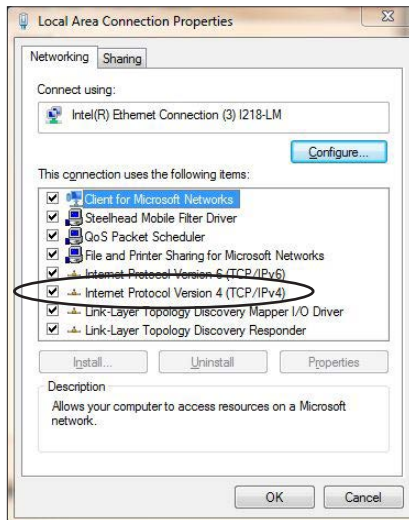 Local Area Connection Properties
Networking
Sharing
Connect using:
Intel(R) Ethernet Connection (3) I218-LM
Configure...
This connection uses the following items:
Client for Microsoft Networks
Steelhead Mobile Filter Driver
QoS Packet Scheduler
File and Printer Sharing for Microsoft Networks
Internet Protocol Version 6 (TCP/IPv6)
Internet Protocol Version 4 (TCP/IPv4)
Link-Layer Topology Discovery Mapper I/O Driver
Link-Layer Topology Discovery Responder
Install...
Uninstall
Properties
Description
Allows your computer to access resources on a Microsoft
network.
OK
Cancel